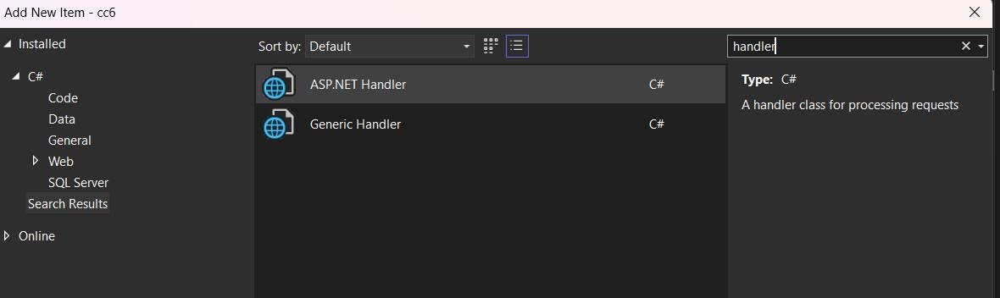 Add New Item - cc6
Installed
C#
Code
Data
General
Web
SQL Server
Search Results
Online
Sort by: Default
ASP.NET Handler C#
Generic Handler C#
handler
Type: C#
A handler class for processing requests